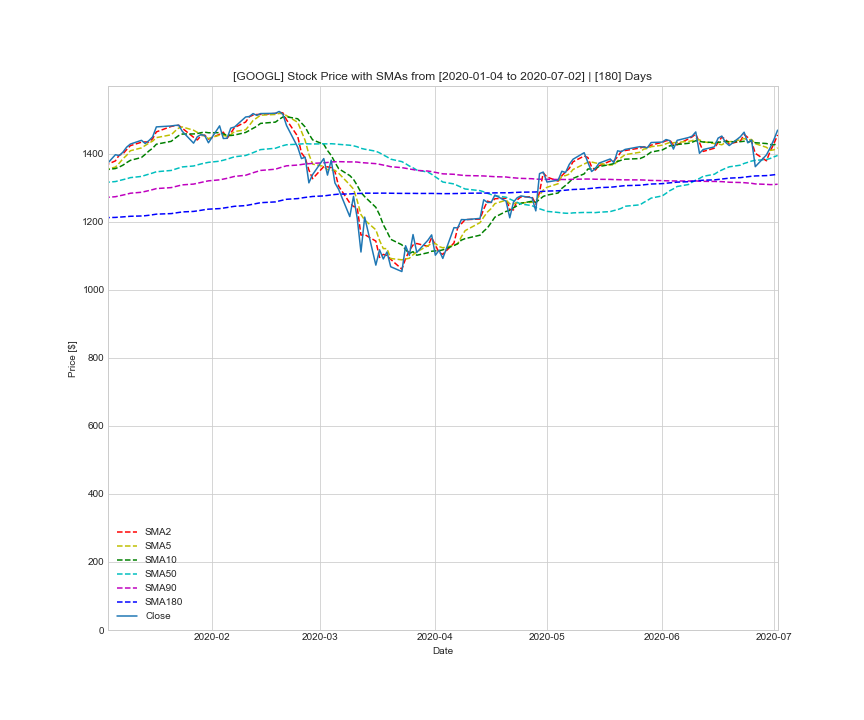 [GOOGL] Stock Price with SMAs from [2020-01-04 to 2020-07-02] | [180] Days
Price [$]
1400
1200
1000
800
600
400
200
0
SMA2
SMA5
SMA10
SMA50
SMA90
SMA180
Close
2020-02 2020-03 2020-04 2020-05 2020-06 2020-07
Date